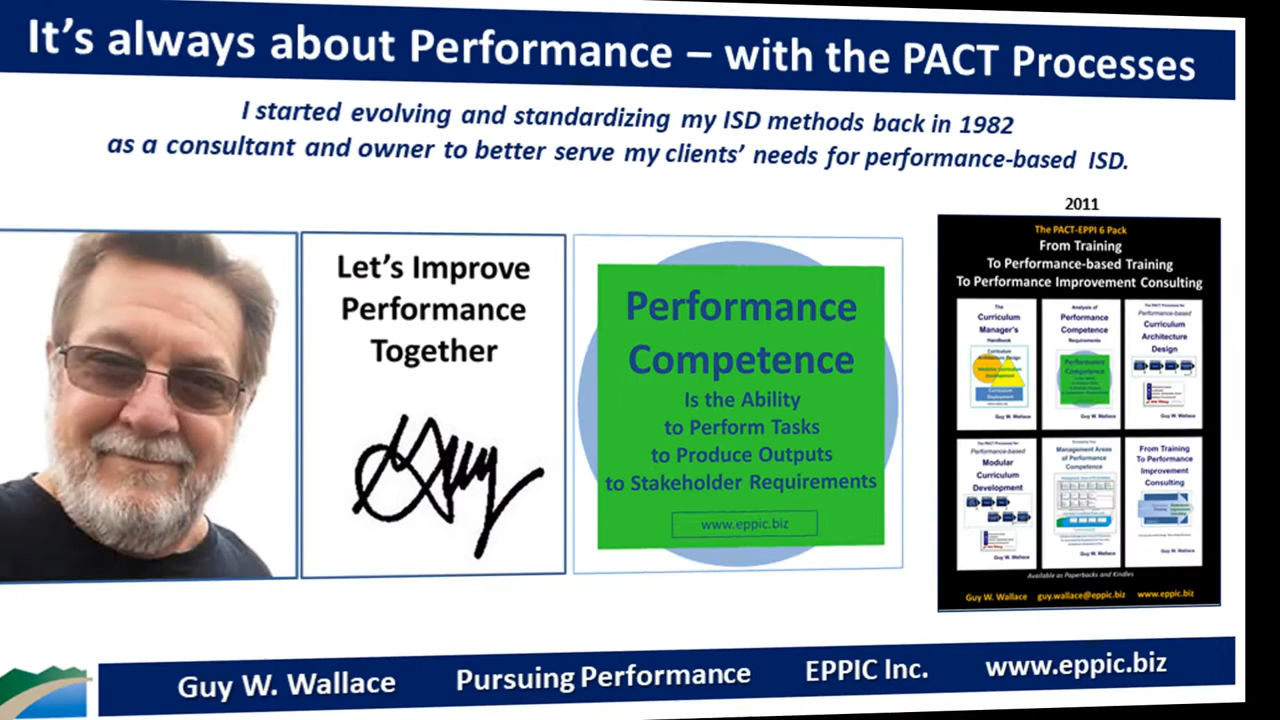 It's always about Performance – with the PACT Processes
I started evolving and standardizing my ISD methods back in 1982
as a consultant and owner to better serve my clients' needs for performance-based ISD.
Let's Improve
Performance
Together
Guy
Performance
Competence
Is the Ability
to Perform Tasks
to Produce Outputs
to Stakeholder Requirements
www.eppic.biz
2011
The PACT-EPPI 6 Pack
From Training
To Performance-based Training
To Performance Improvement Consulting
The
Curriculum
Manager's
Handbook
Guy W. Wallace
Analysis of
Performance
Competence
Requirements
Performance
Competence
Guy W. Wallace
The PACT Processes for
Performance-based
Curriculum
Architecture
Design
Guy W. Wallace
The PACT Processes for
Performance-based
Modular
Curriculum
Development
Guy W. Wallace
Management Areas
of Performance
Competence
Guy W. Wallace
From Training
To Performance
Improvement
Consulting
Guy W. Wallace
Available as Paperbacks and Kindles
Guy W. Wallace guy.wallace@eppic.biz www.eppic.biz
Guy W. Wallace Pursuing Performance EPPIC Inc. www.eppic.biz